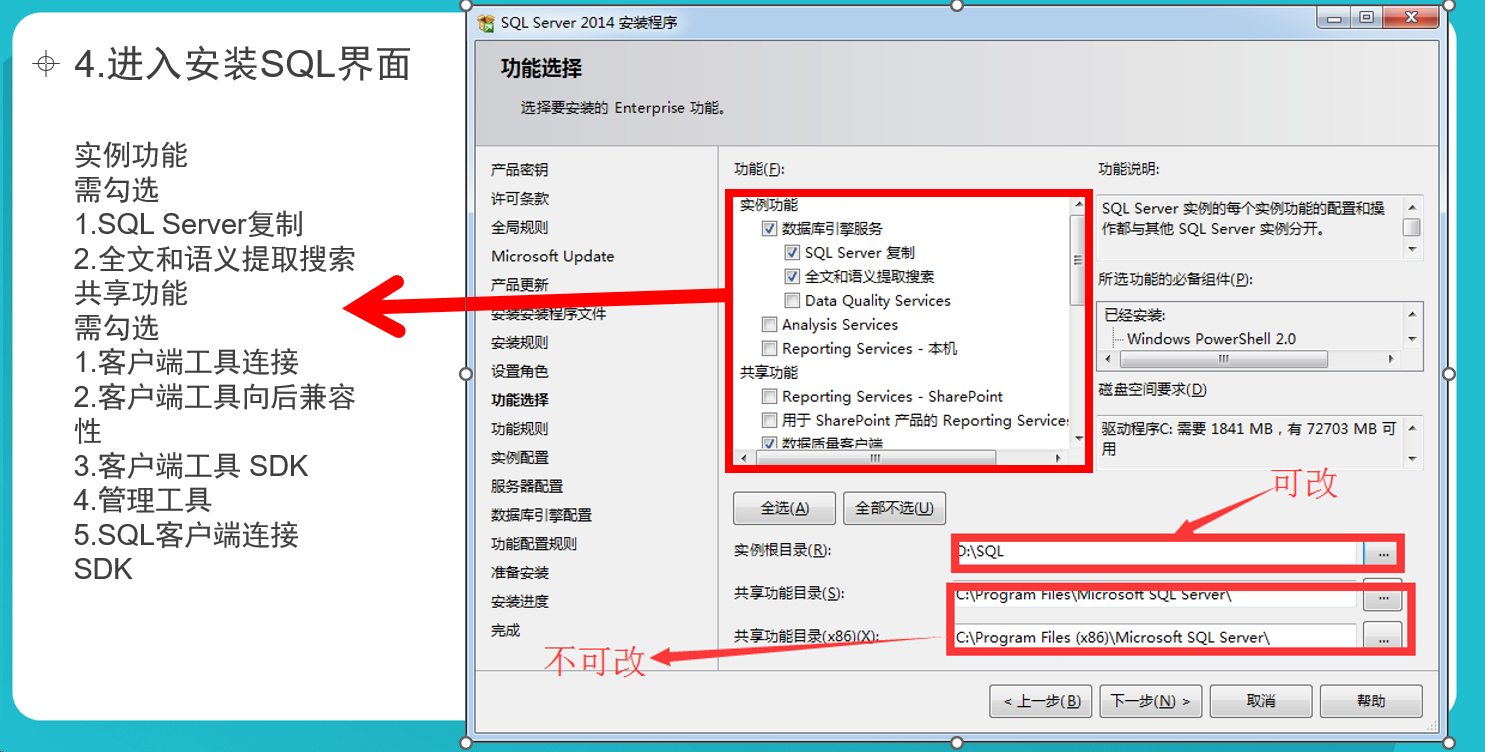 4.进入安装SQL界面
实例功能
需勾选
1.SQL Server复制
2.全文和语义提取搜索
共享功能
需勾选
1.客户端工具连接
2.客户端工具向后兼容
性
3.客户端工具 SDK
4.管理工具
5.SQL客户端连接
SDK
SQL Server 2014 安装程序
功能选择
选择要安装的 Enterprise 功能。
产品密钥
许可条款
全局规则
Microsoft Update
产品更新
安装安装程序文件
安装规则
设置角色
功能选择
功能规则
实例配置
服务器配置
数据库引擎配置
功能配置规则
准备安装
安装进度
完成
功能(F):
实例功能
数据库引擎服务
SQL Server 复制
全文和语义提取搜索
Data Quality Services
Analysis Services
Reporting Services - 本机
共享功能
Reporting Services - SharePoint
用于 SharePoint 产品的 Reporting Services
数据质量客户端
全选(A)
全部不选(U)
功能说明:
SQL Server 实例的每个实例功能的配置和操
作都与其他 SQL Server 实例分开。
所选功能的必备组件(P):
已经安装:
Windows PowerShell 2.0
磁盘空间要求(D)
驱动程序C: 需要 1841 MB，有 72703 MB 可
用
可改
实例根目录(R):
D:\SQL
...
共享功能目录(S):
C:\Program Files\Microsoft SQL Server\
...
共享功能目录(x86)(X):
C:\Program Files (x86)\Microsoft SQL Server\
...
不可改
< 上一步(B)
下一步(N) >
取消
帮助